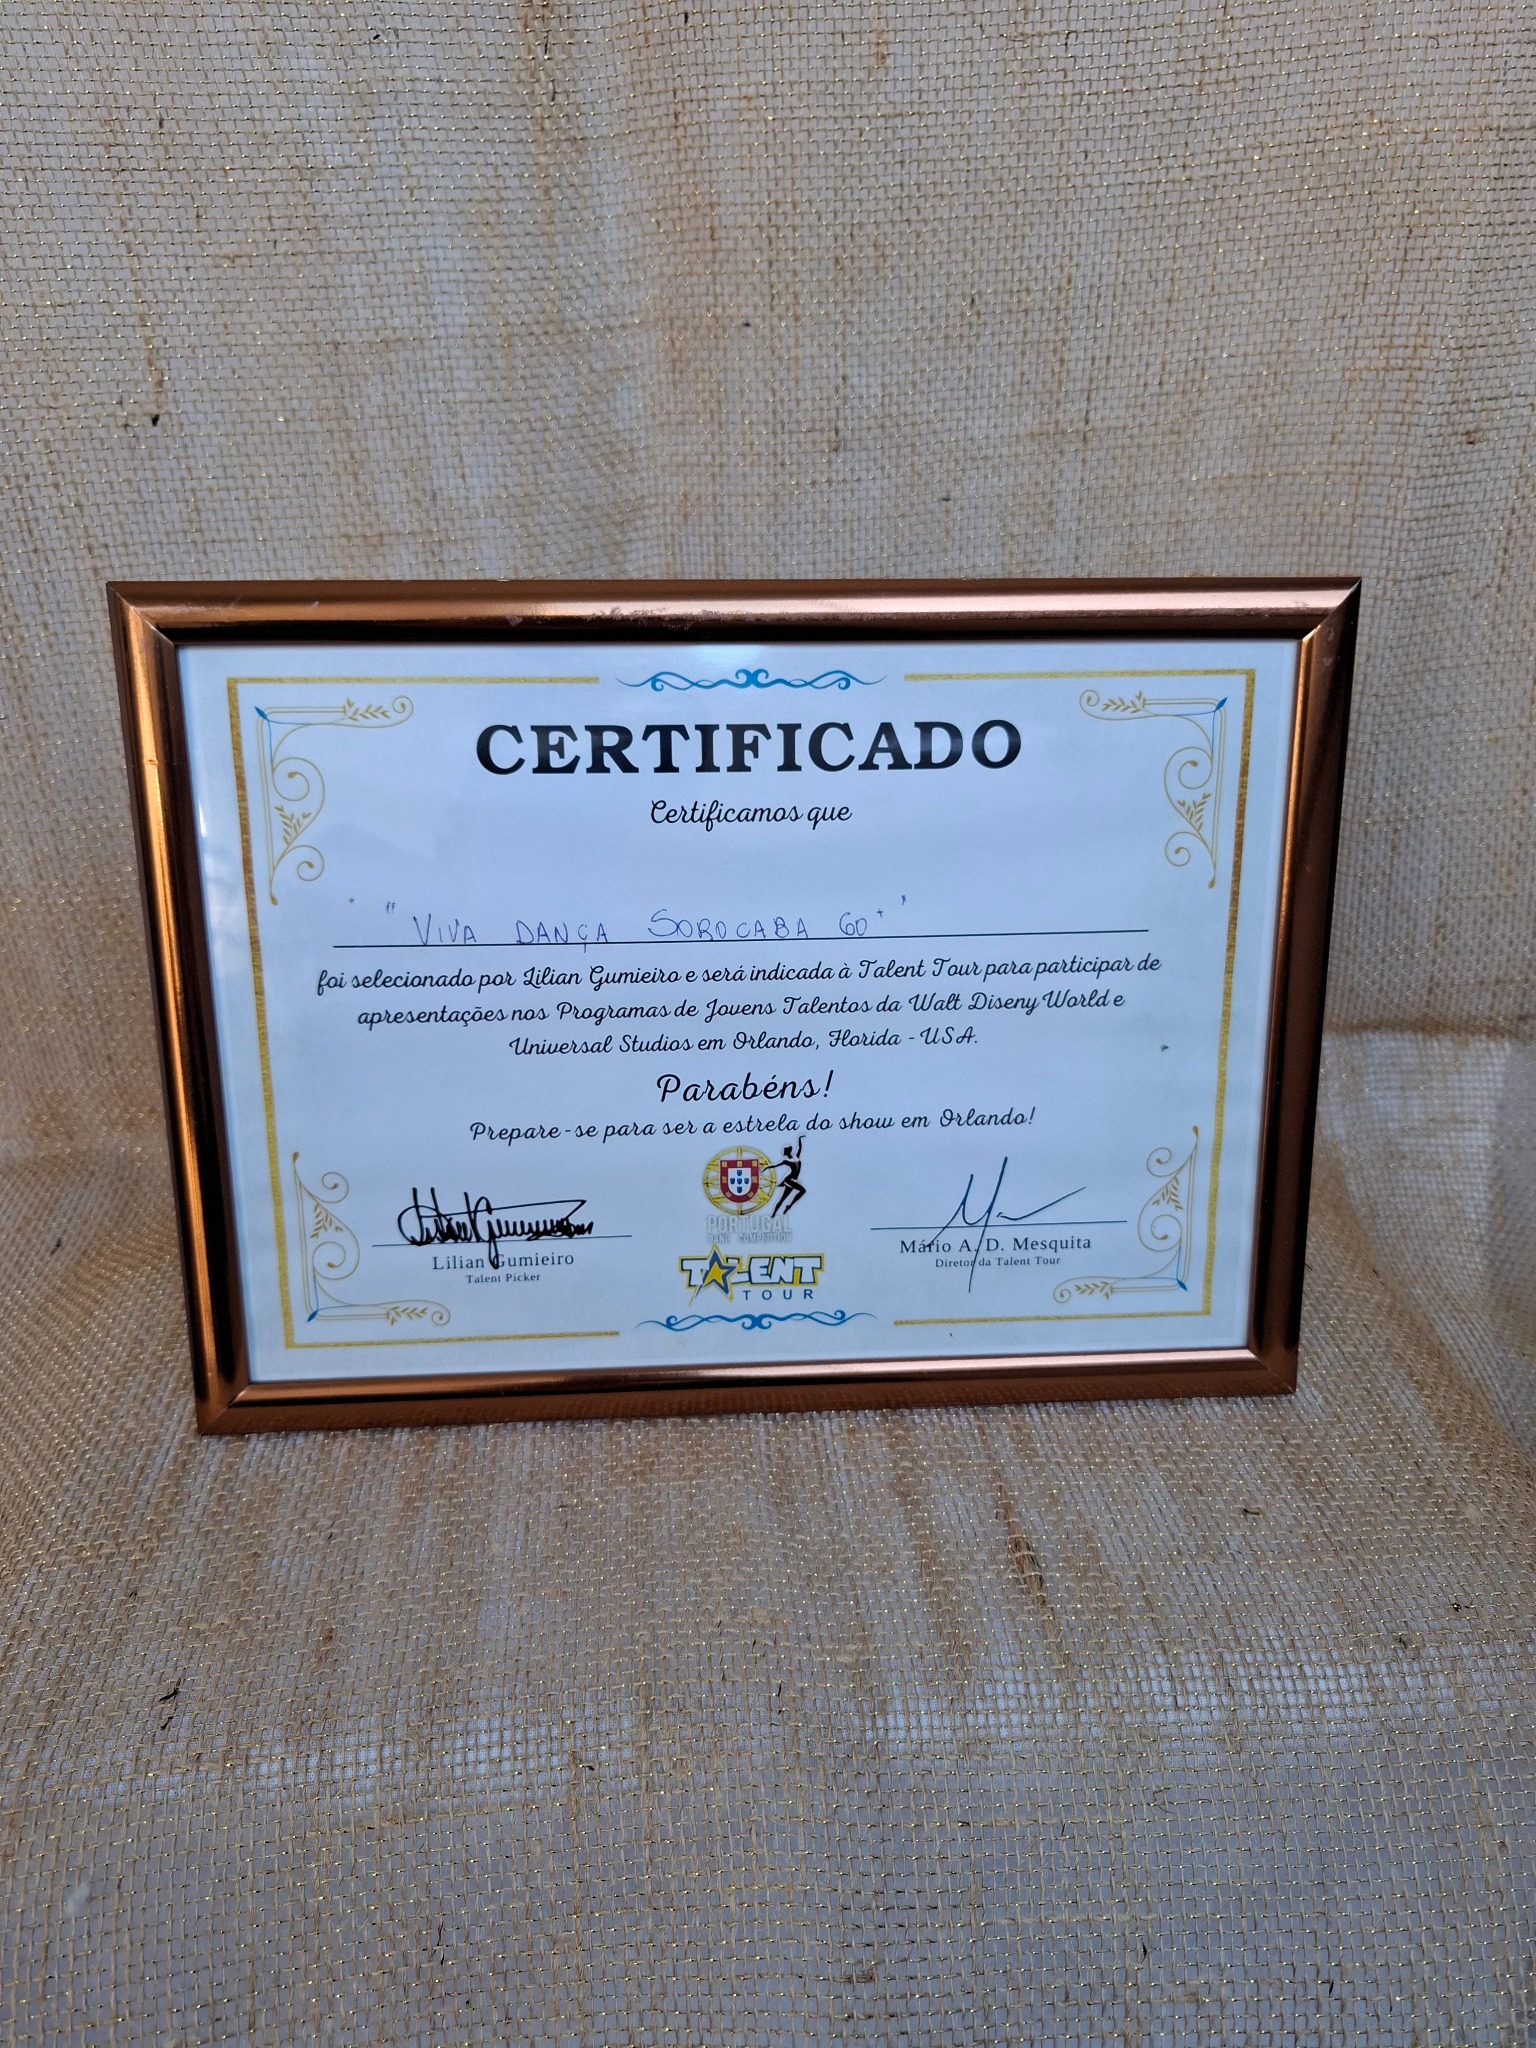 CERTIFICADO
Certificamos que
" VIVA DANÇA SOROCABA 60+ "
foi selecionado por Lilian Gumieiro e será indicada à Talent Tour para participar de
apresentações nos Programas de Jovens Talentos da Walt Diseny World e
Universal Studios em Orlando, Florida - USA.
Parabéns!
Prepare-se para ser a estrela do show em Orlando!
PORTUGAL
DANCE COMPETITION
Lilian Gumieiro
Talent Picker
TALENT
TOUR
Mário A. D. Mesquita
Diretor da Talent Tour